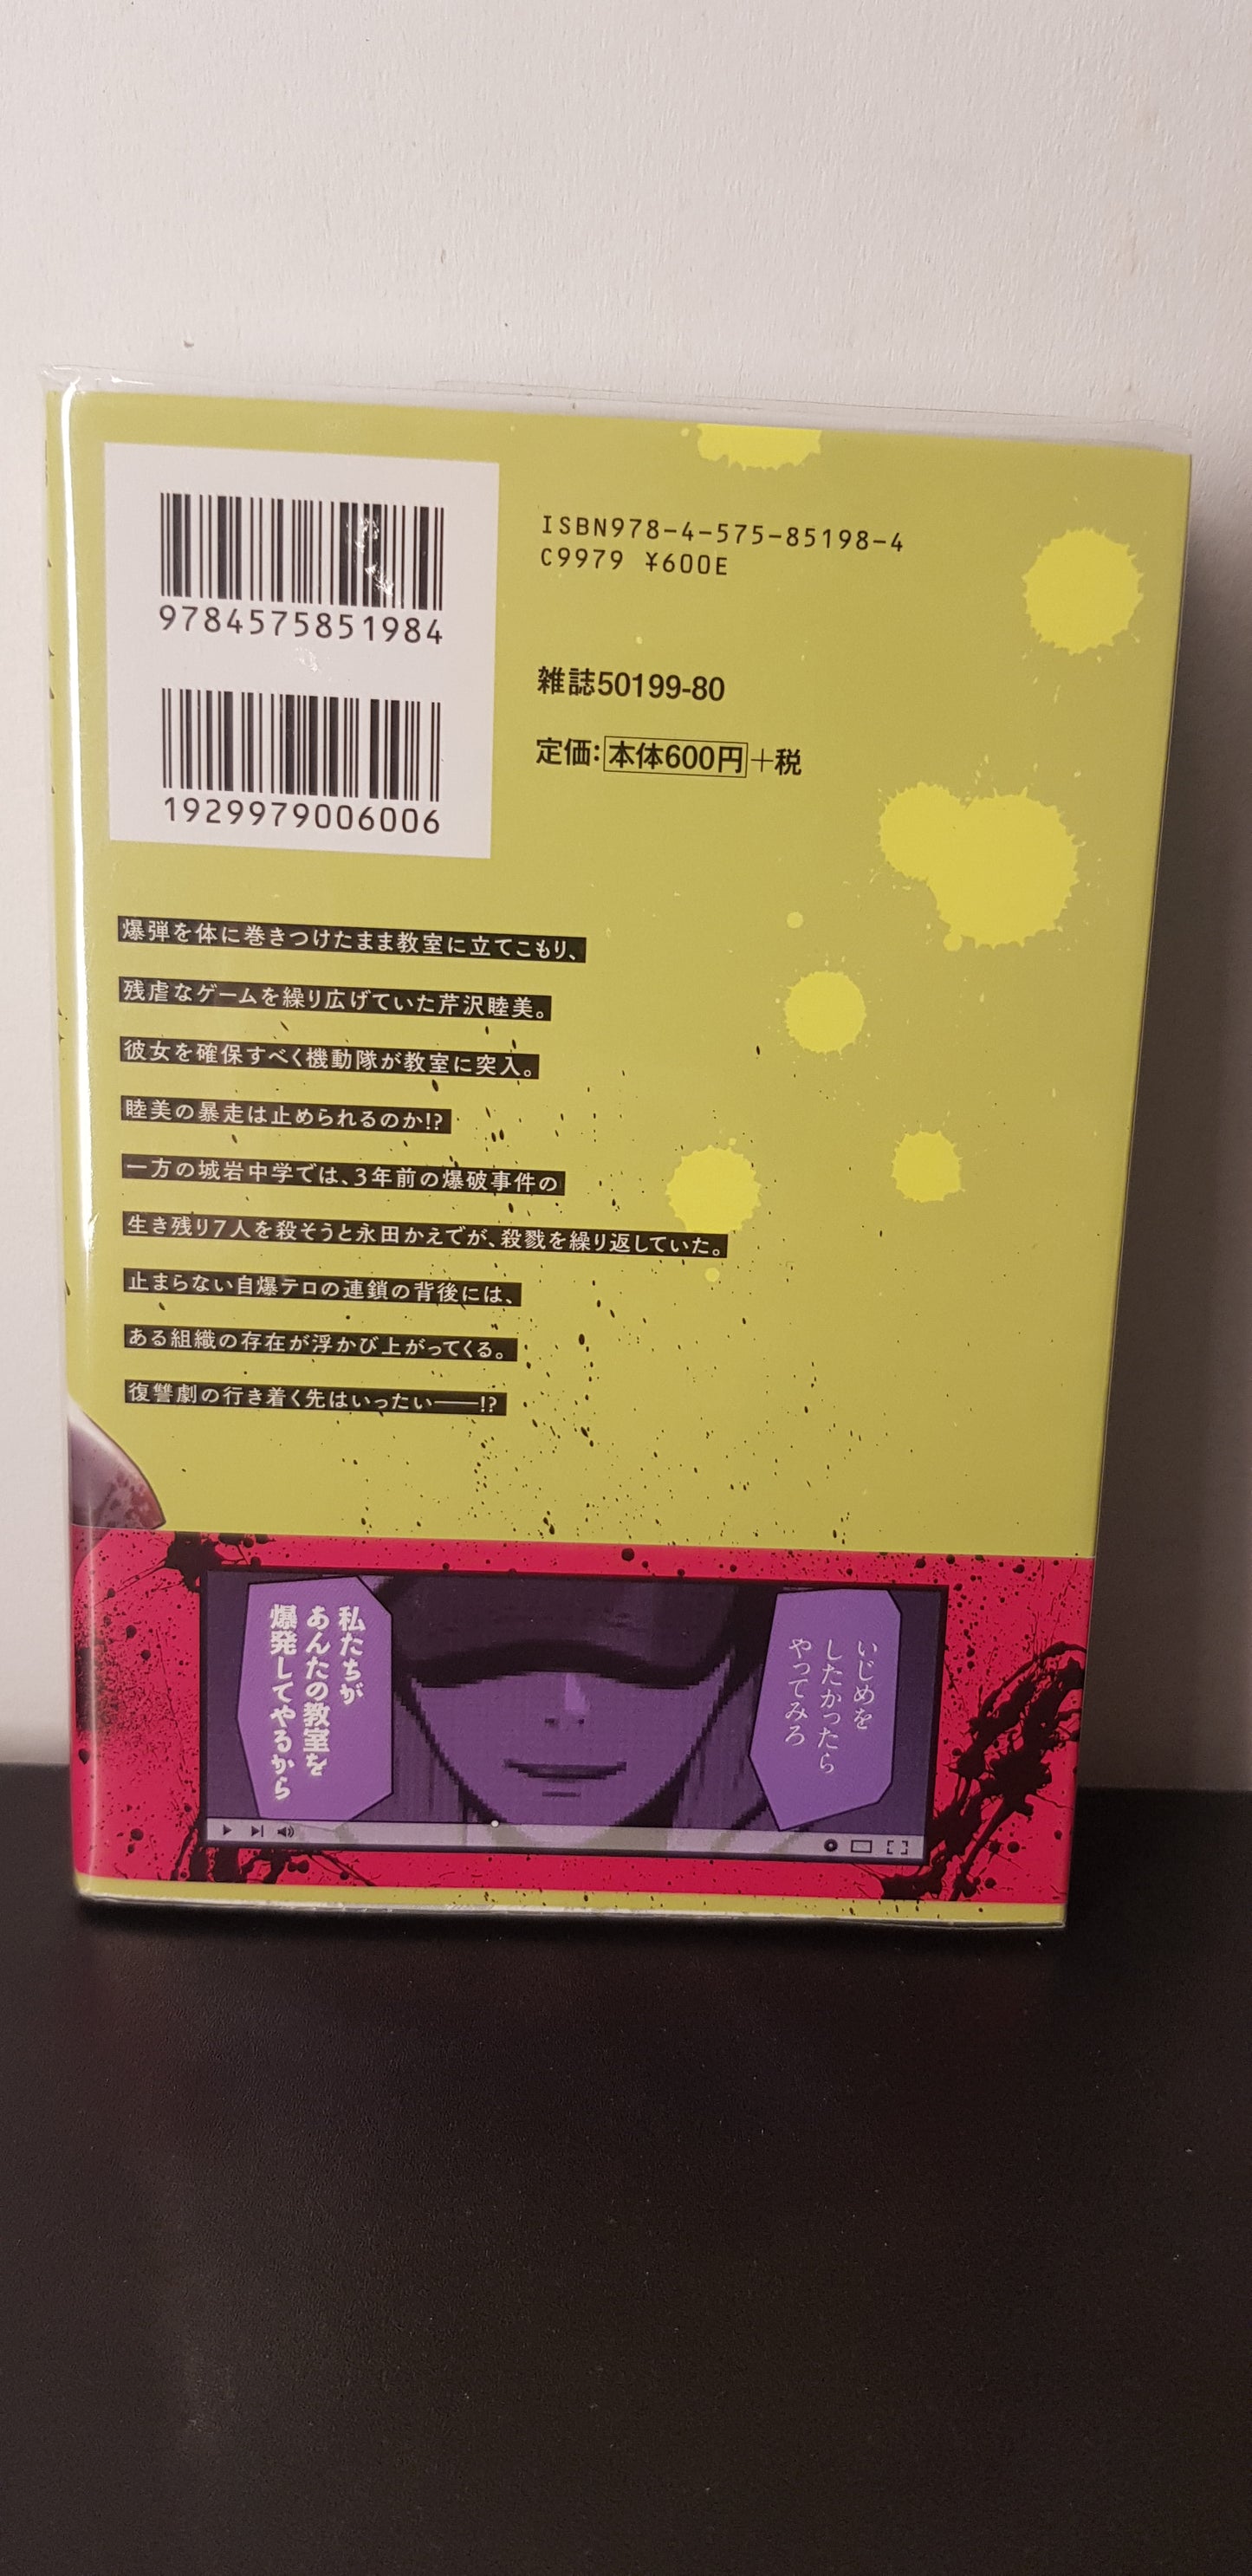 9784575851984
1929979006006
ISBN978-4-575-85198-4
C9979 ¥600E
雑誌50199-80
定価:本体600円+税
爆弾を体に巻きつけたまま教室に立てこもり、
残虐なゲームを繰り広げていた芹沢睦美。
彼女を確保すべく機動隊が教室に突入。
睦美の暴走は止められるのか!?
一方の城岩中学では、3年前の爆破事件の
生き残り7人を殺そうと永田かえでが、殺戮を繰り返していた。
止まらない自爆テロの連鎖の背後には、
ある組織の存在が浮かび上がってくる。
復讐劇の行き着く先はいったい――!?
いじめを
したかったら
やってみろ
私たちが
あんたの教室を
爆発してやるから